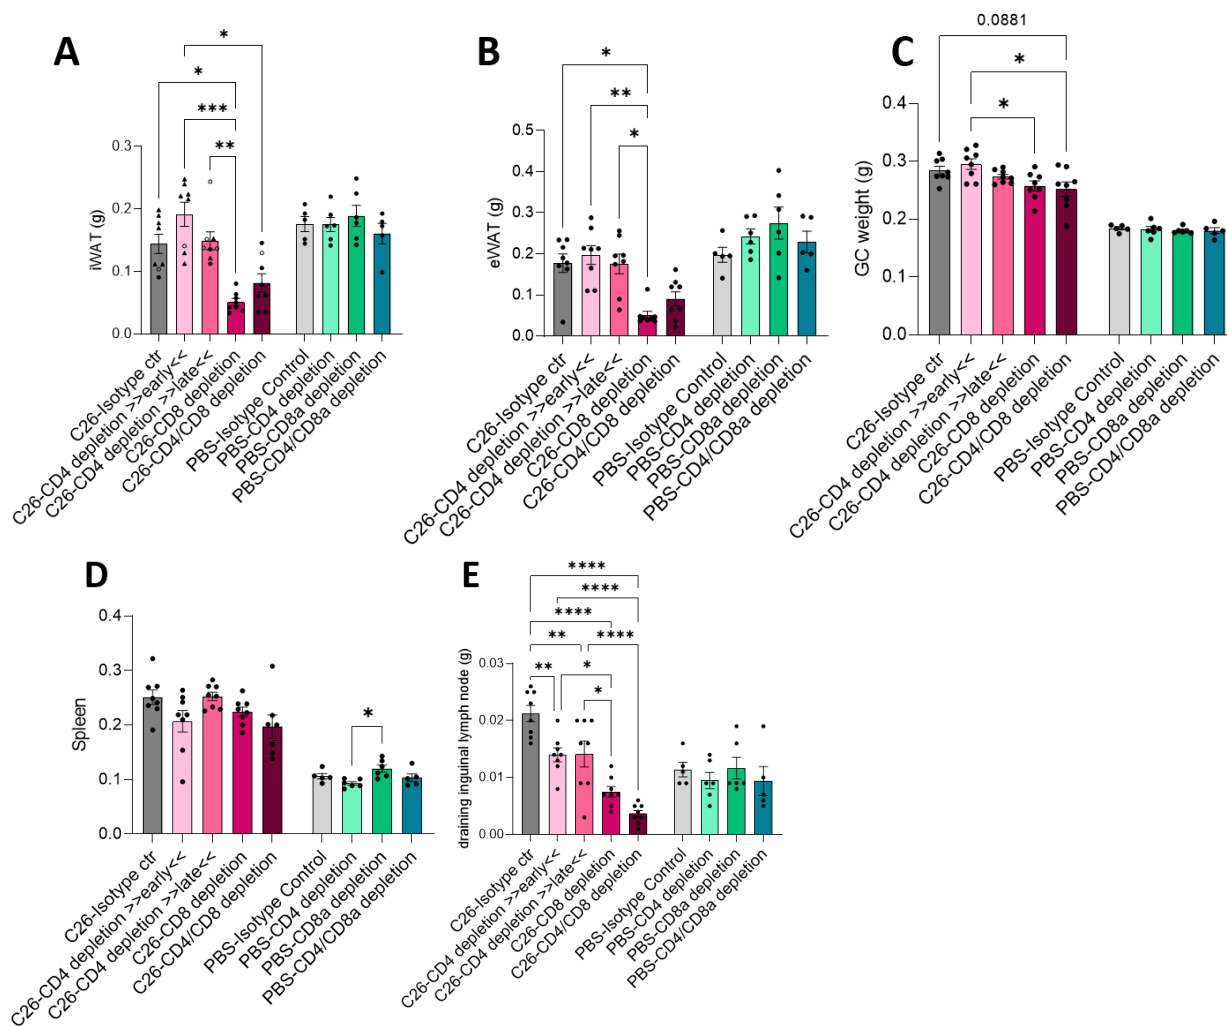 A
*
*
***
**
iWAT (g)
0.3
0.2
0.1
0.0
C26-Isotype ctr
C26-CD4 depletion >>early<<
C26-CD4 depletion >>late<<
C26-CD8 depletion
C26-CD4/CD8 depletion
PBS-Isotype Control
PBS-CD4 depletion
PBS-CD8a depletion
PBS-CD4/CD8a depletion
B
*
**
*
eWAT (g)
0.5
0.4
0.3
0.2
0.1
0.0
C26-Isotype ctr
C26-CD4 depletion >>early<<
C26-CD4 depletion >>late<<
C26-CD8 depletion
C26-CD4/CD8 depletion
PBS-Isotype Control
PBS-CD4 depletion
PBS-CD8a depletion
PBS-CD4/CD8a depletion
C
0.0881
*
*
GC weight (g)
0.4
0.3
0.2
0.1
0.0
C26-Isotype ctr
C26-CD4 depletion >>early<<
C26-CD4 depletion >>late<<
C26-CD8 depletion
C26-CD4/CD8 depletion
PBS-Isotype Control
PBS-CD4 depletion
PBS-CD8a depletion
PBS-CD4/CD8a depletion
D
*
Spleen
0.4
0.3
0.2
0.1
0.0
C26-Isotype ctr
C26-CD4 depletion >>early<<
C26-CD4 depletion >>late<<
C26-CD8 depletion
C26-CD4/CD8 depletion
PBS-Isotype Control
PBS-CD4 depletion
PBS-CD8a depletion
PBS-CD4/CD8a depletion
E
****
****
****
** ****
** *
*
draining inguinal lymph node (g)
0.03
0.02
0.01
0.00
C26-Isotype ctr
C26-CD4 depletion >>early<<
C26-CD4 depletion >>late<<
C26-CD8 depletion
C26-CD4/CD8 depletion
PBS-Isotype Control
PBS-CD4 depletion
PBS-CD8a depletion
PBS-CD4/CD8a depletion